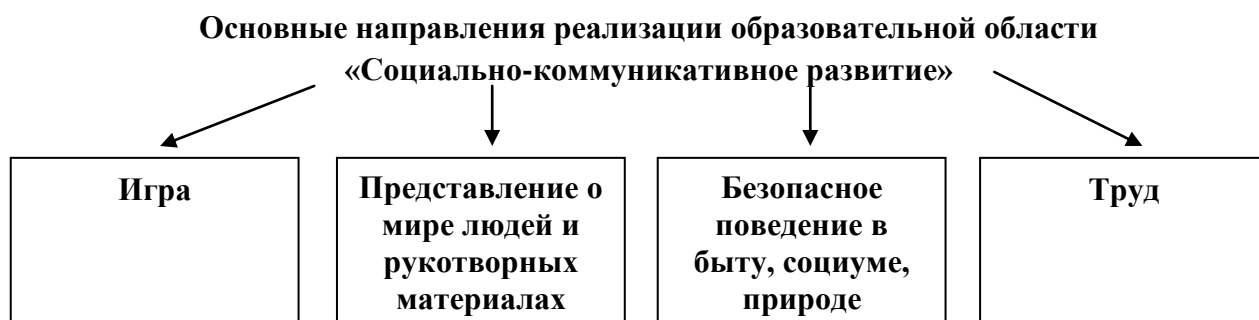 Основные направления реализации образовательной области
«Социально-коммуникативное развитие»
Игра
Представление о
мире людей и
рукотворных
материалах
Безопасное
поведение в
быту, социуме,
природе
Труд